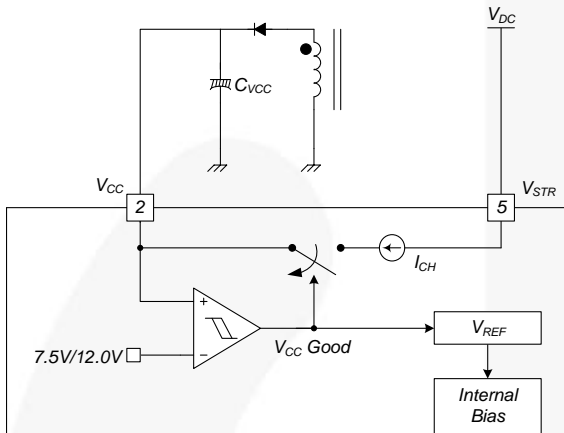 V_DC
C_VCC
V_CC
V_STR
2
5
I_CH
+
7.5V/12.0V
−
V_CC Good
V_REF
Internal
Bias